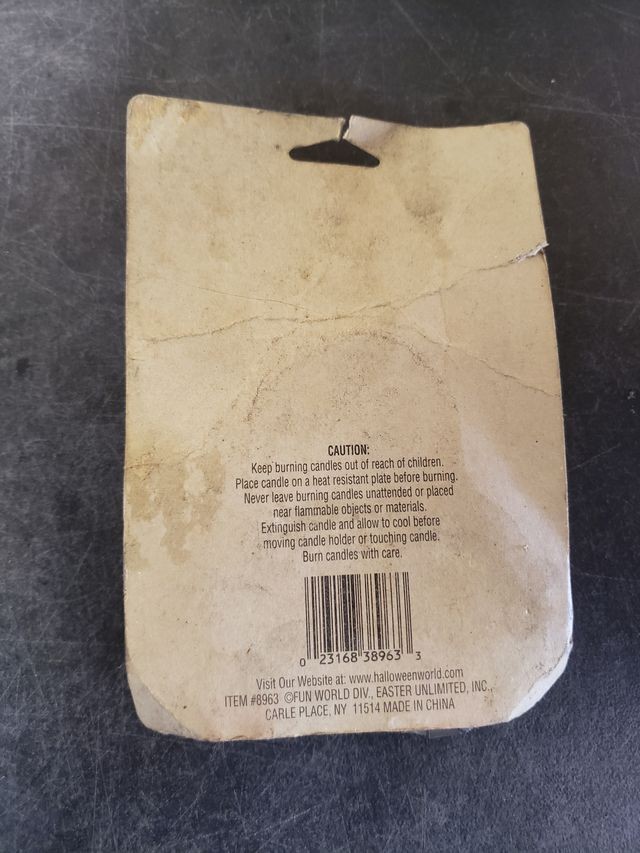 CAUTION:
Keep burning candles out of reach of children.
Place candle on a heat resistant plate before burning.
Never leave burning candles unattended or placed
near flammable objects or materials.
Extinguish candle and allow to cool before
moving candle holder or touching candle.
Burn candles with care.
0 23168 38963 3
Visit Our Website at: www.halloweenworld.com
ITEM #8963 ©FUN WORLD DIV., EASTER UNLIMITED, INC.,
CARLE PLACE, NY 11514 MADE IN CHINA